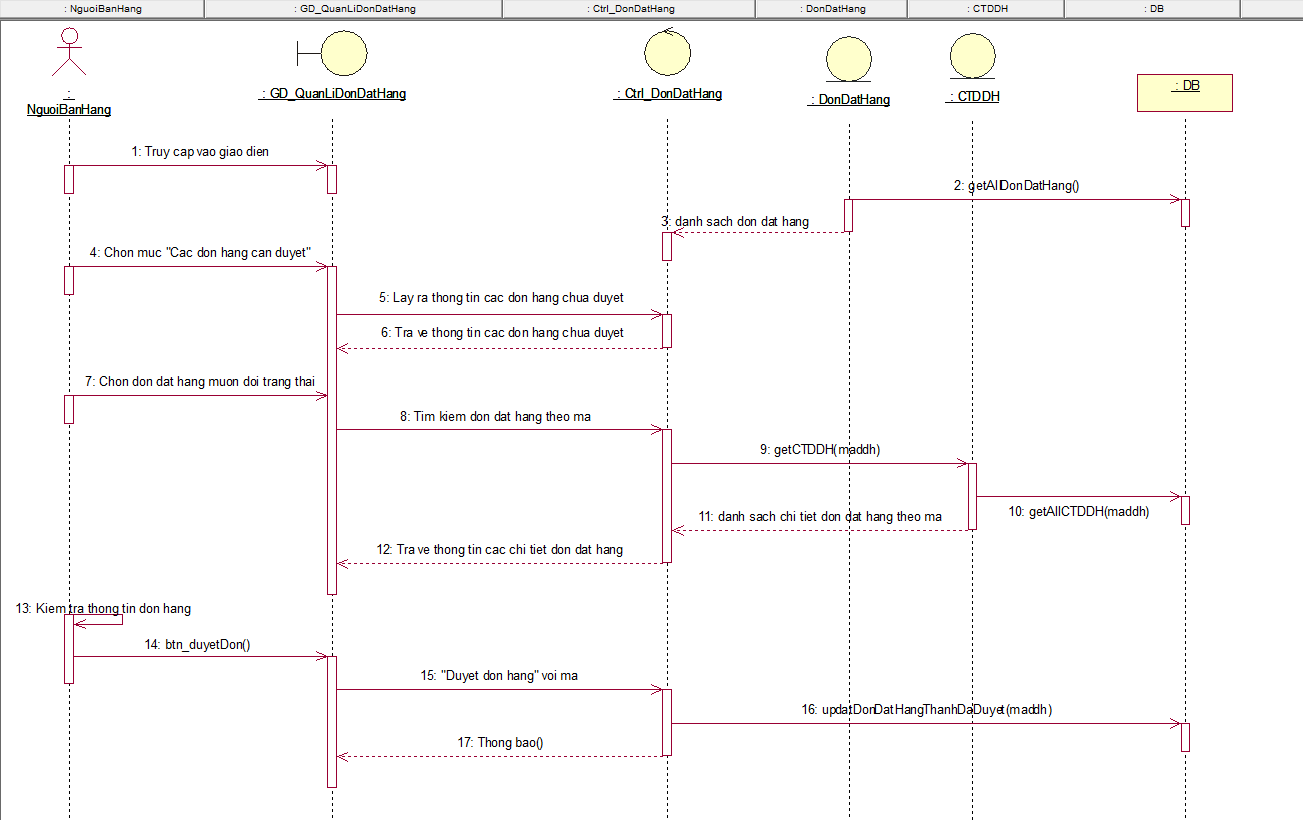 : NguoiBanHang
: GD_QuanLiDonDatHang
: Ctrl_DonDatHang
: DonDatHang
: CTDDH
: DB
:
NguoiBanHang
: GD_QuanLiDonDatHang
: Ctrl_DonDatHang
: DonDatHang
: CTDDH
: DB
1: Truy cap vao giao dien
2: getAllDonDatHang()
3: danh sach don dat hang
4: Chon muc "Cac don hang can duyet"
5: Lay ra thong tin cac don hang chua duyet
6: Tra ve thong tin cac don hang chua duyet
7: Chon don dat hang muon doi trang thai
8: Tim kiem don dat hang theo ma
9: getCTDDH(maddh)
10: getAllCTDDH(maddh)
11: danh sach chi tiet don dat hang theo ma
12: Tra ve thong tin cac chi tiet don dat hang
13: Kiem tra thong tin don hang
14: btn_duyetDon()
15: "Duyet don hang" voi ma
16: updatDonDatHangThanhDaDuyet(maddh)
17: Thong bao()